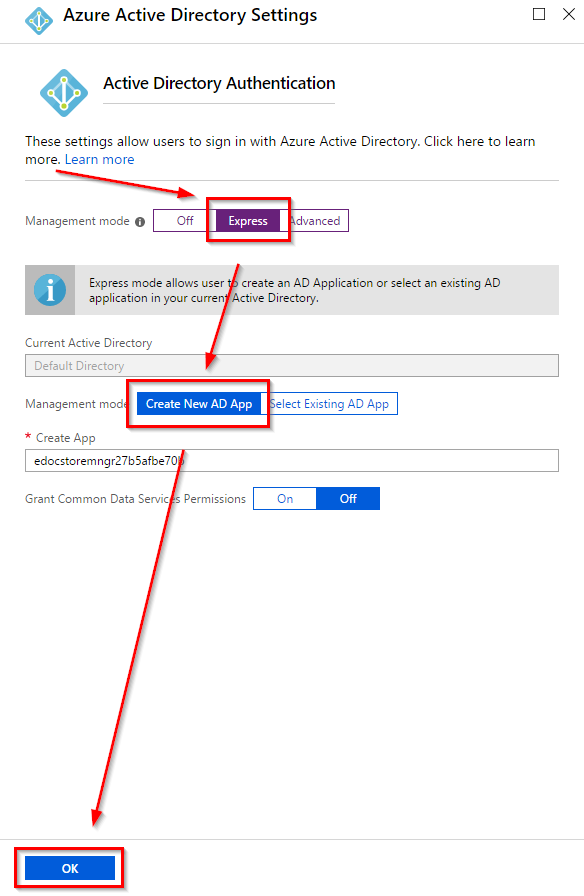 Azure Active Directory Settings
Active Directory Authentication
These settings allow users to sign in with Azure Active Directory. Click here to learn
more. Learn more
Management mode Off Express Advanced
Express mode allows user to create an AD Application or select an existing AD
application in your current Active Directory.
Current Active Directory
Default Directory
Management mode Create New AD App Select Existing AD App
* Create App
edocstoremngr27b5afbe70b
Grant Common Data Services Permissions On Off
OK